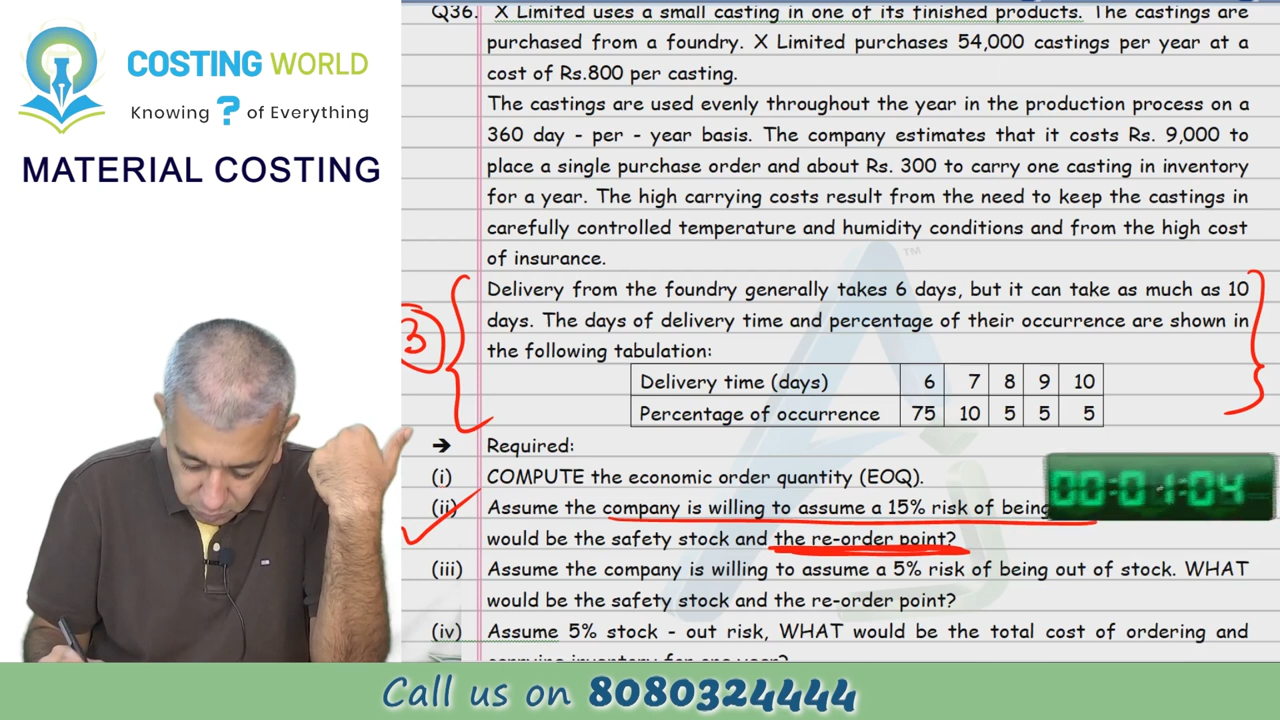 COSTING WORLD
Knowing ? of Everything
MATERIAL COSTING
Q36. X Limited uses a small casting in one of its finished products. The castings are
purchased from a foundry. X Limited purchases 54,000 castings per year at a
cost of Rs.800 per casting.
The castings are used evenly throughout the year in the production process on a
360 day - per - year basis. The company estimates that it costs Rs. 9,000 to
place a single purchase order and about Rs. 300 to carry one casting in inventory
for a year. The high carrying costs result from the need to keep the castings in
carefully controlled temperature and humidity conditions and from the high cost
of insurance.
Delivery from the foundry generally takes 6 days, but it can take as much as 10
days. The days of delivery time and percentage of their occurrence are shown in
the following tabulation:
3
Delivery time (days) 6 7 8 9 10
Percentage of occurrence 75 10 5 5 5
➔ Required:
(i) COMPUTE the economic order quantity (EOQ).
(ii) Assume the company is willing to assume a 15% risk of being
would be the safety stock and the re-order point?
(iii) Assume the company is willing to assume a 5% risk of being out of stock. WHAT
would be the safety stock and the re-order point?
(iv) Assume 5% stock - out risk, WHAT would be the total cost of ordering and
carrying inventory for one year?
00:01:04
TM
Call us on 8080324444